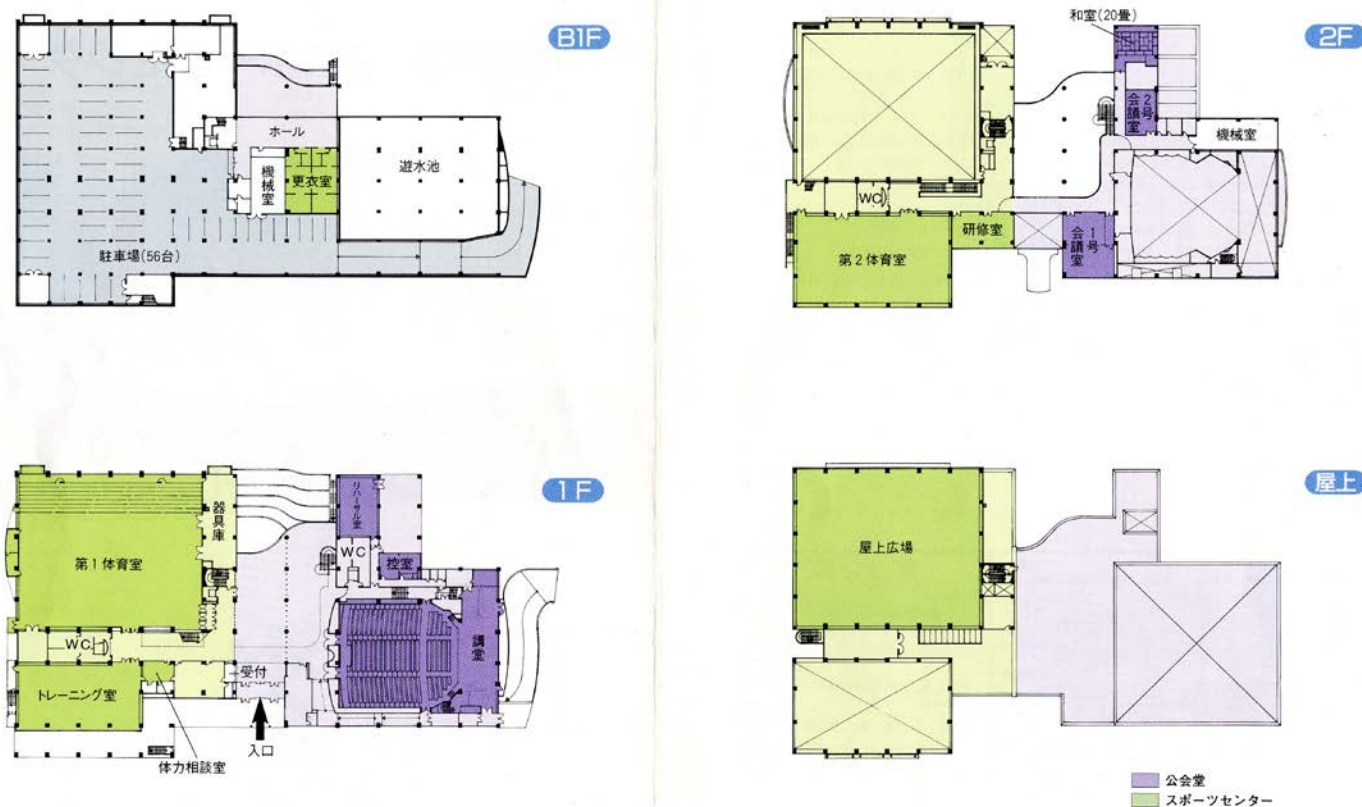 B1F
ホール
機械室
更衣室
遊水池
駐車場(56台)
2F
和室(20畳)
2号会議室
機械室
WC
研修室
1号会議室
第2体育室
1F
リハーサル室
器具庫
WC
控室
第1体育室
講堂
WC
受付
トレーニング室
入口
体力相談室
屋上
屋上広場
公会堂
スポーツセンター